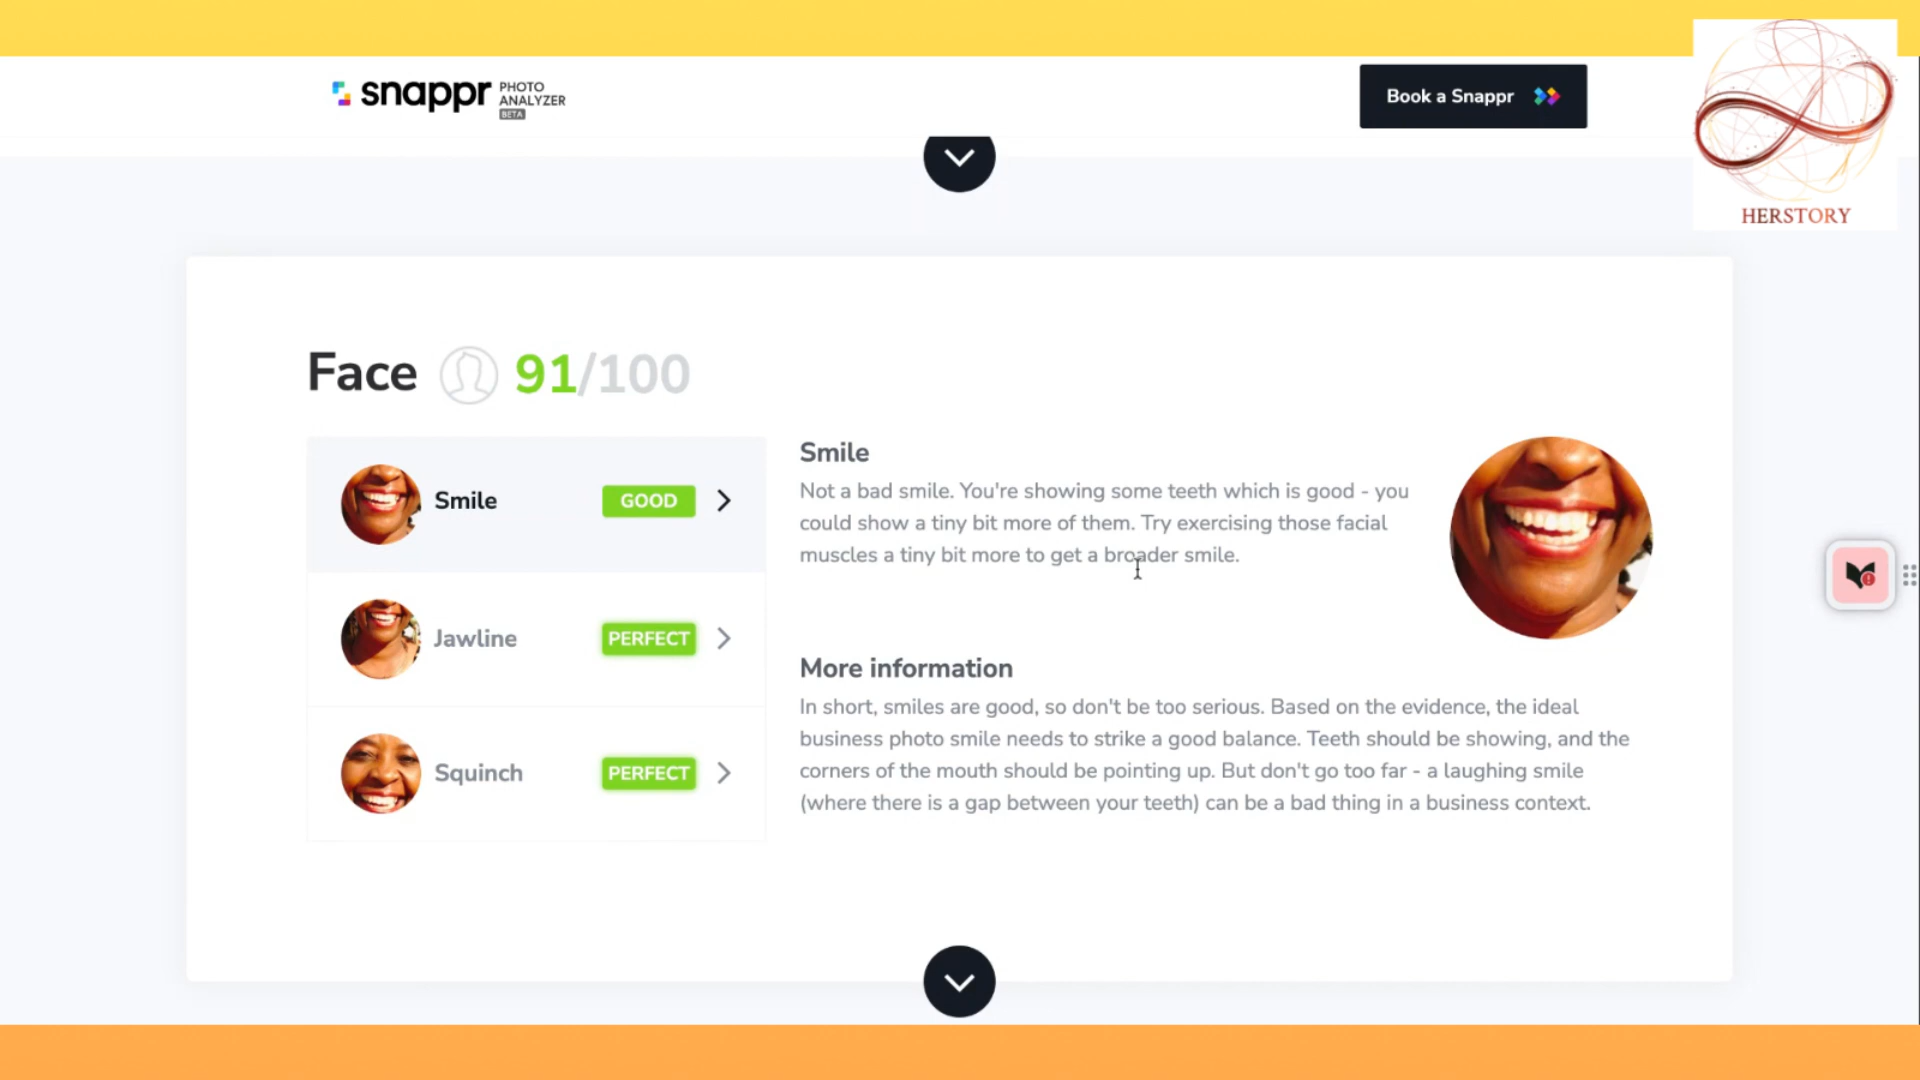 snappr PHOTO
ANALYZER
BETA
Book a Snappr
HERSTORY
Face 91/100
Smile GOOD
Jawline PERFECT
Squinch PERFECT
Smile
Not a bad smile. You're showing some teeth which is good - you
could show a tiny bit more of them. Try exercising those facial
muscles a tiny bit more to get a broader smile.
More information
In short, smiles are good, so don't be too serious. Based on the evidence, the ideal
business photo smile needs to strike a good balance. Teeth should be showing, and the
corners of the mouth should be pointing up. But don't go too far - a laughing smile
(where there is a gap between your teeth) can be a bad thing in a business context.